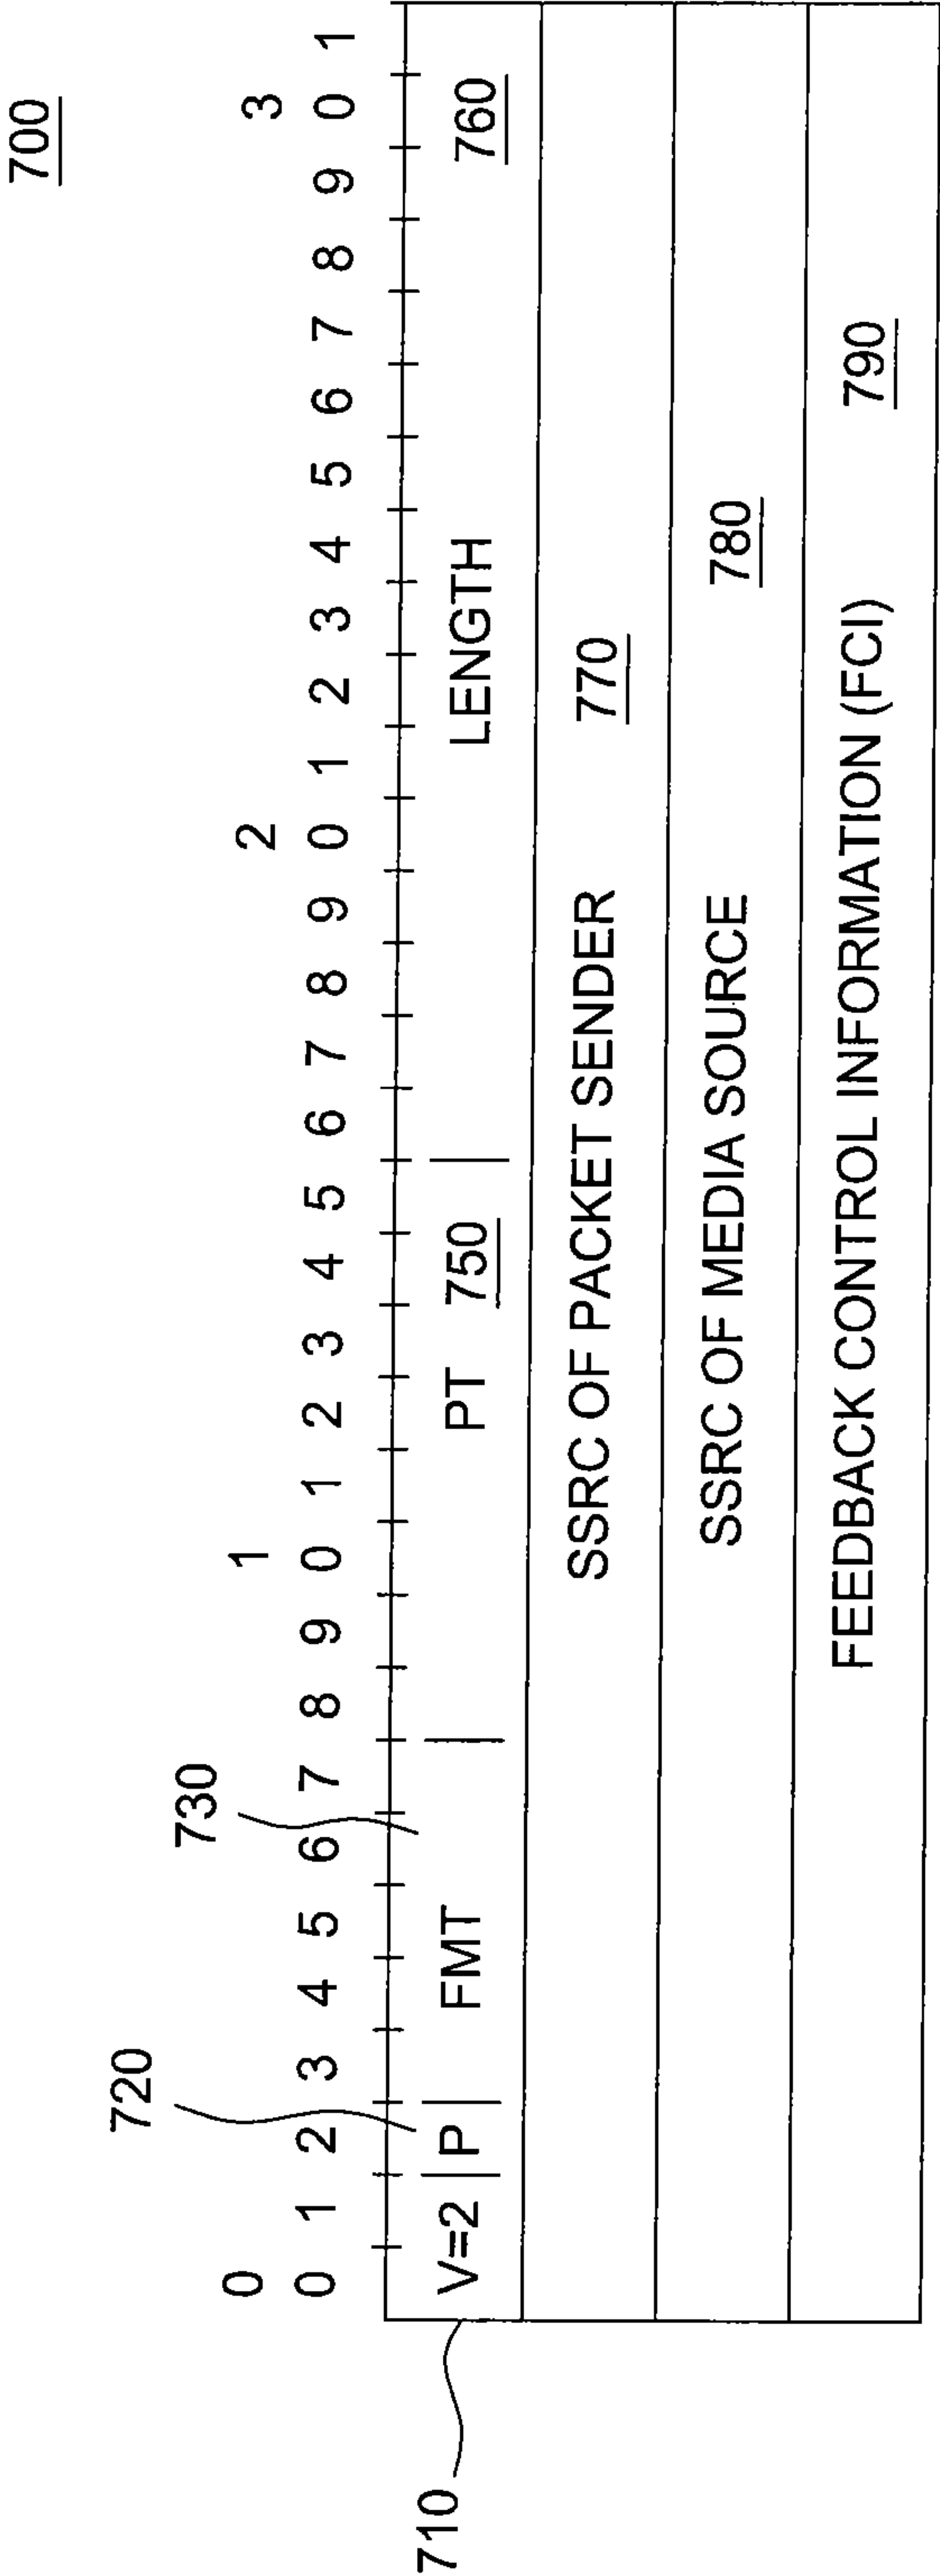 700
0 1 2 3
0 1 2 3 4 5 6 7 8 9 0 1 2 3 4 5 6 7 8 9 0 1 2 3 4 5 6 7 8 9 0 1
720
730
710
V=2 P FMT PT 750 LENGTH 760
SSRC OF PACKET SENDER 770
SSRC OF MEDIA SOURCE 780
FEEDBACK CONTROL INFORMATION (FCI) 790